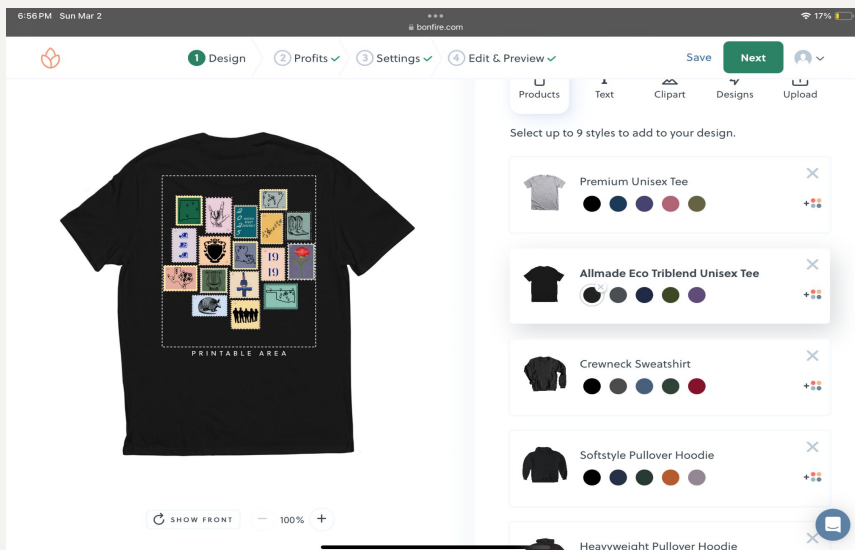 6:56 PM Sun Mar 2
17%
bonfire.com
1 Design
2 Profits
3 Settings
4 Edit & Preview
Save
Next
Products
Text
Clipart
Designs
Upload
Select up to 9 styles to add to your design.
Premium Unisex Tee
Allmade Eco Triblend Unisex Tee
Crewneck Sweatshirt
Softstyle Pullover Hoodie
Heavyweight Pullover Hoodie
19
19
PRINTABLE AREA
SHOW FRONT
100%